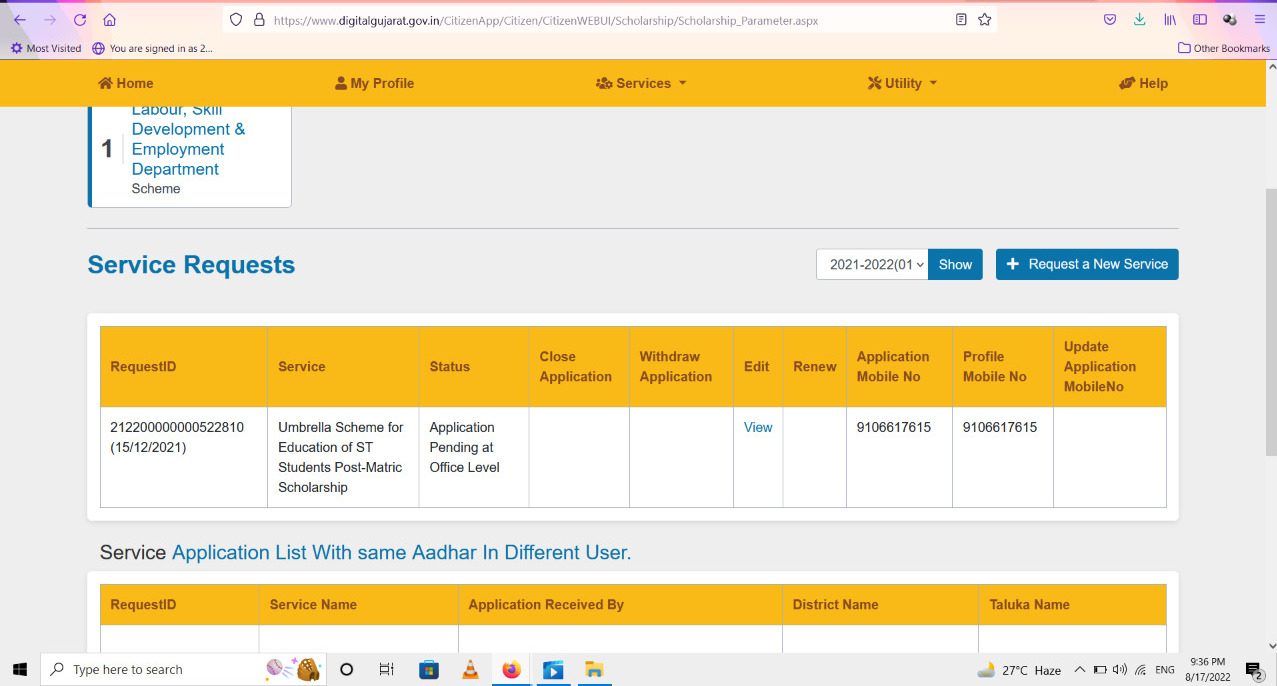 https://www.digitalgujarat.gov.in/CitizenApp/Citizen/CitizenWEBUI/Scholarship/Scholarship_Parameter.aspx
Most Visited
You are signed in as 2...
Other Bookmarks
Home
My Profile
Services
Utility
Help
1
Labour, Skill
Development &
Employment
Department
Scheme
Service Requests
2021-2022(01
Show
+ Request a New Service
RequestID
Service
Status
Close
Application
Withdraw
Application
Edit
Renew
Application
Mobile No
Profile
Mobile No
Update
Application
MobileNo
212200000000522810
(15/12/2021)
Umbrella Scheme for
Education of ST
Students Post-Matric
Scholarship
Application
Pending at
Office Level
View
9106617615
9106617615
Service Application List With same Aadhar In Different User.
RequestID
Service Name
Application Received By
District Name
Taluka Name
Type here to search
27°C Haze
ENG
9:36 PM
8/17/2022
2